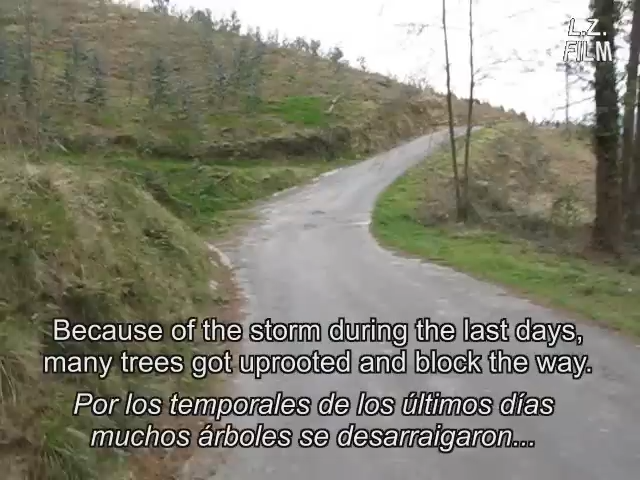 L.Z.
FILM
Because of the storm during the last days,
many trees got uprooted and block the way.
Por los temporales de los últimos días
muchos árboles se desarraigaron...